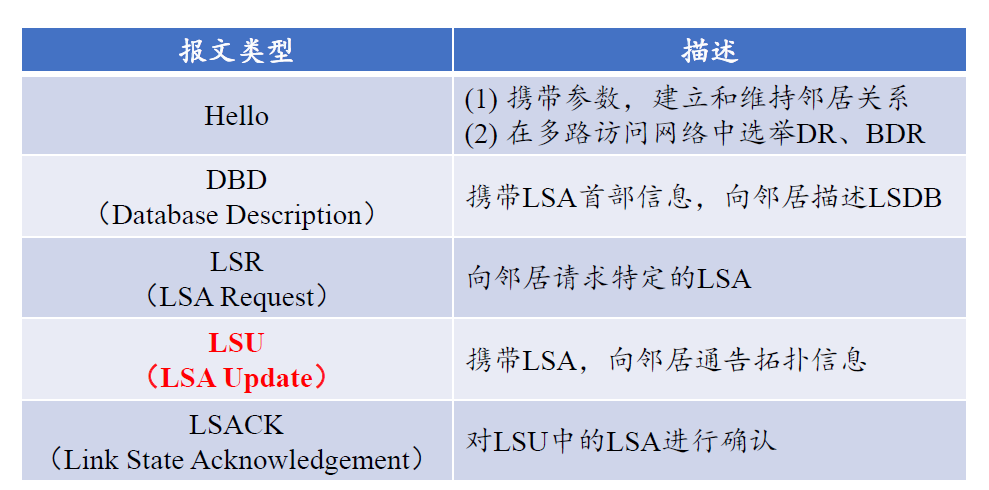 报文类型
描述
Hello
(1) 携带参数，建立和维持邻居关系
(2) 在多路访问网络中选举DR、BDR
DBD
（Database Description）
携带LSA首部信息，向邻居描述LSDB
LSR
（LSA Request）
向邻居请求特定的LSA
LSU
（LSA Update）
携带LSA，向邻居通告拓扑信息
LSACK
（Link State Acknowledgement）
对LSU中的LSA进行确认